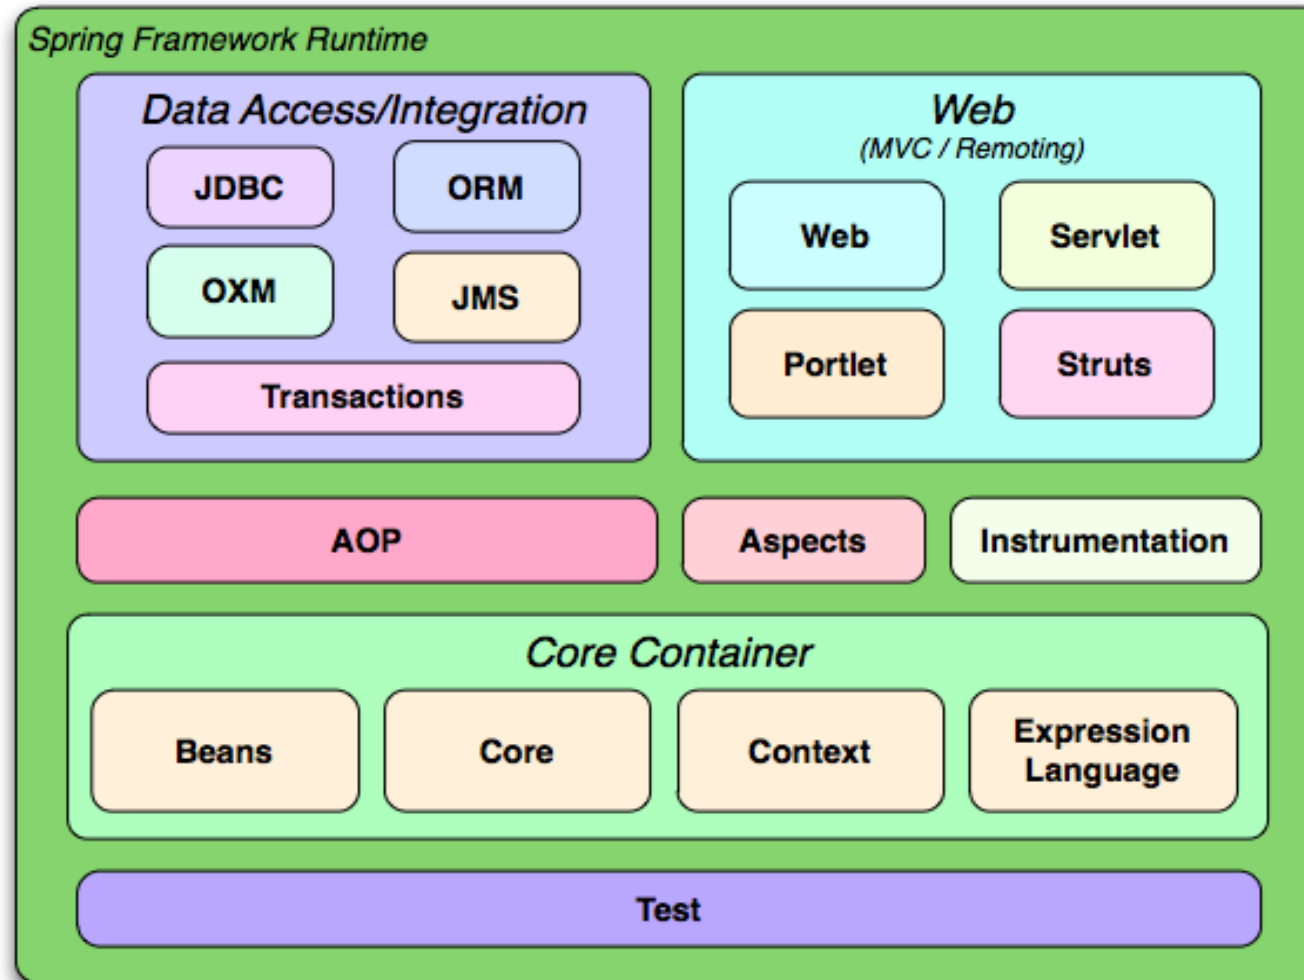 Spring Framework Runtime
Data Access/Integration
JDBC
ORM
OXM
JMS
Transactions
Web
(MVC / Remoting)
Web
Servlet
Portlet
Struts
AOP
Aspects
Instrumentation
Core Container
Beans
Core
Context
Expression
Language
Test